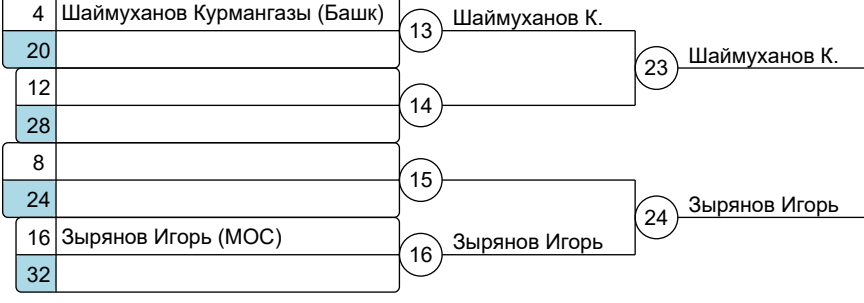 4 Шаймуханов Курмангазы (Башк)
13 Шаймуханов К.
20
23 Шаймуханов К.
12
14
28
8
15
24
24 Зырянов Игорь
16 Зырянов Игорь (МОС)
16 Зырянов Игорь
32